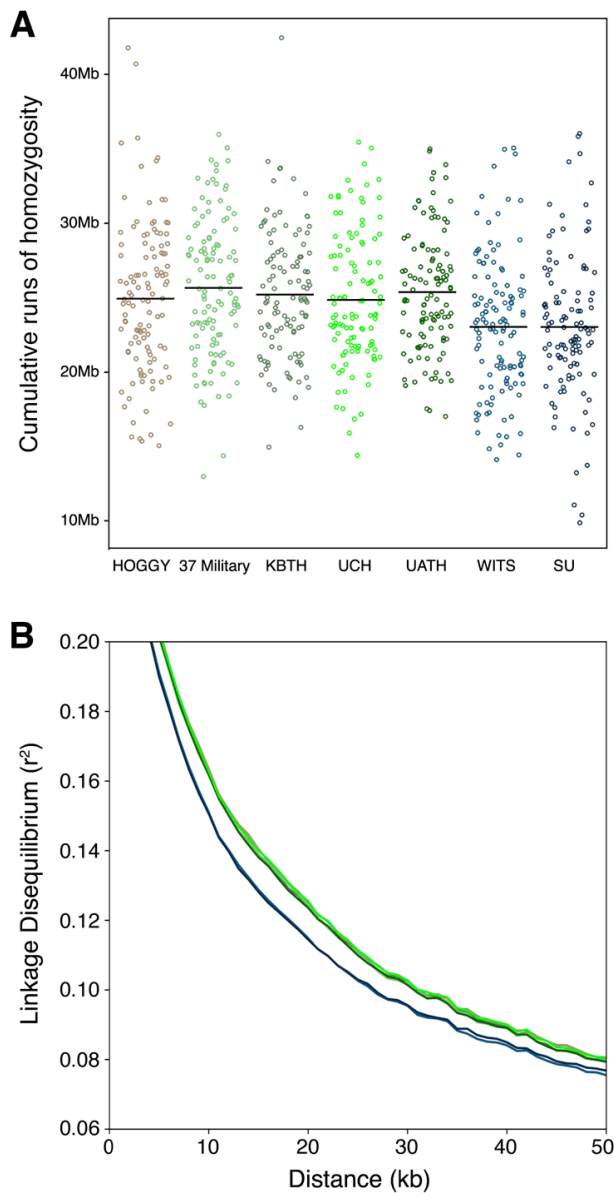 A
Cumulative runs of homozygosity
40Mb
30Mb
20Mb
10Mb
HOGGY 37 Military KBTH UCH UATH WITS SU
B
Linkage Disequilibrium (r²)
0.20
0.18
0.16
0.14
0.12
0.10
0.08
0.06
0 10 20 30 40 50
Distance (kb)